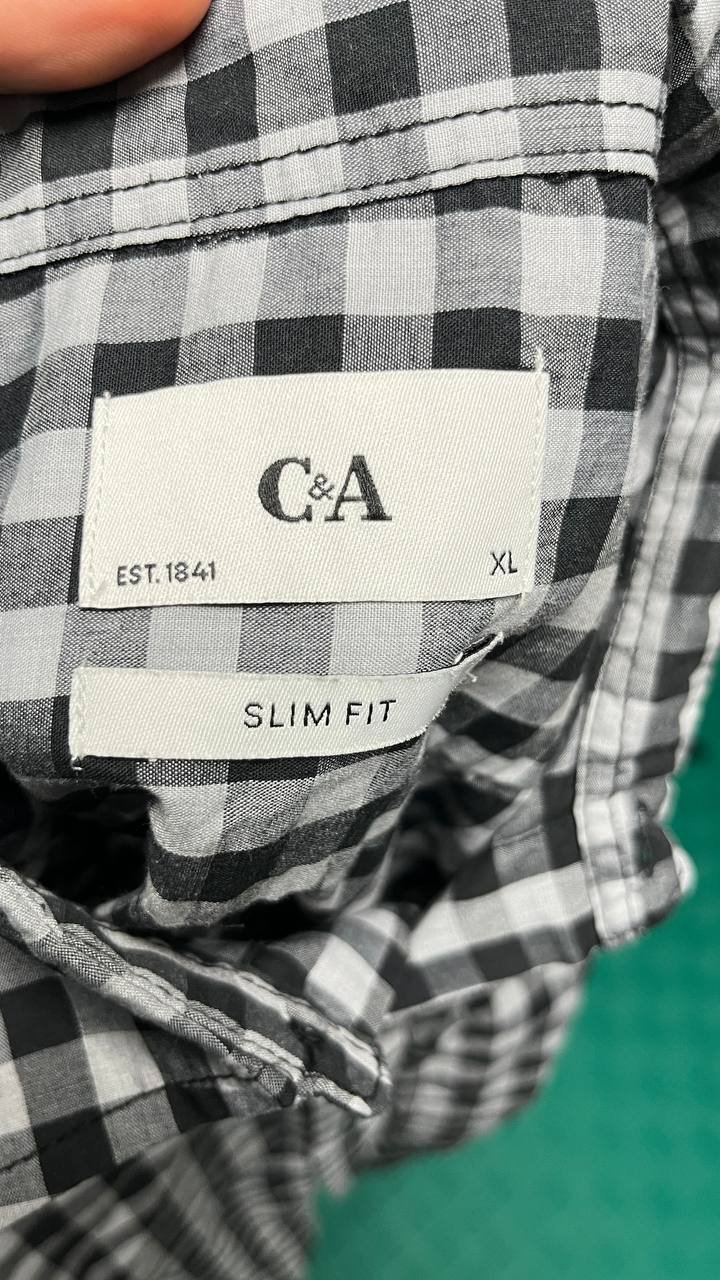 C&A
EST. 1841 XL
SLIM FIT